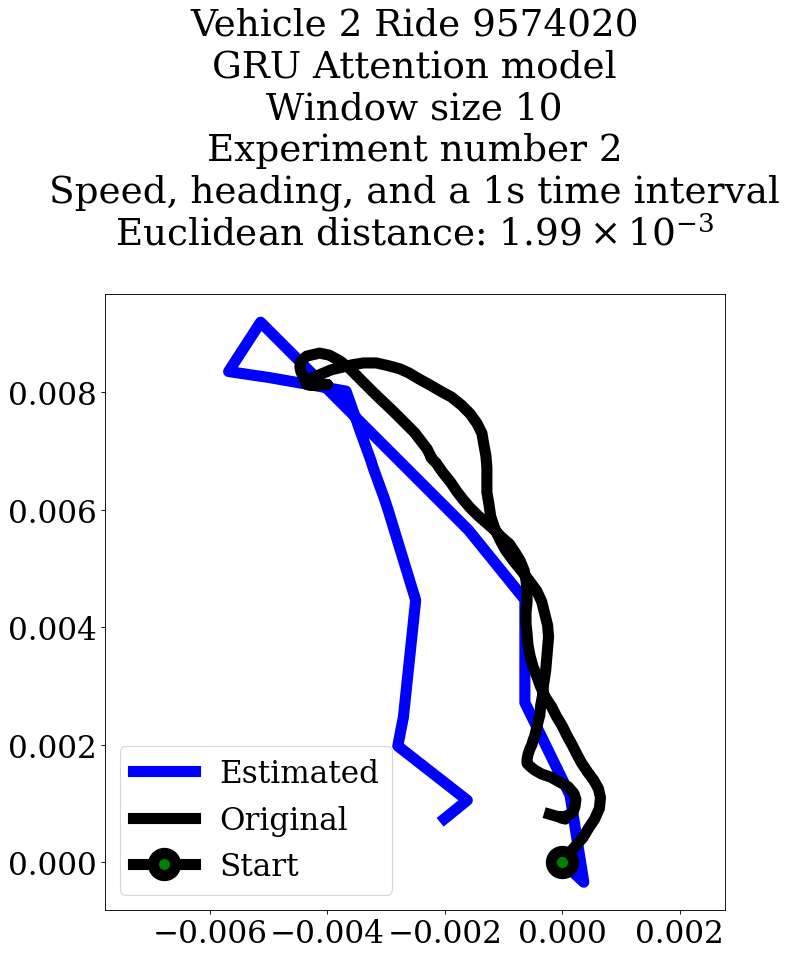 Vehicle 2 Ride 9574020
GRU Attention model
Window size 10
Experiment number 2
Speed, heading, and a 1s time interval
Euclidean distance: 1.99 × 10⁻³
0.008
0.006
0.004
0.002
0.000
Estimated
Original
Start
−0.006 −0.004 −0.002 0.000 0.002